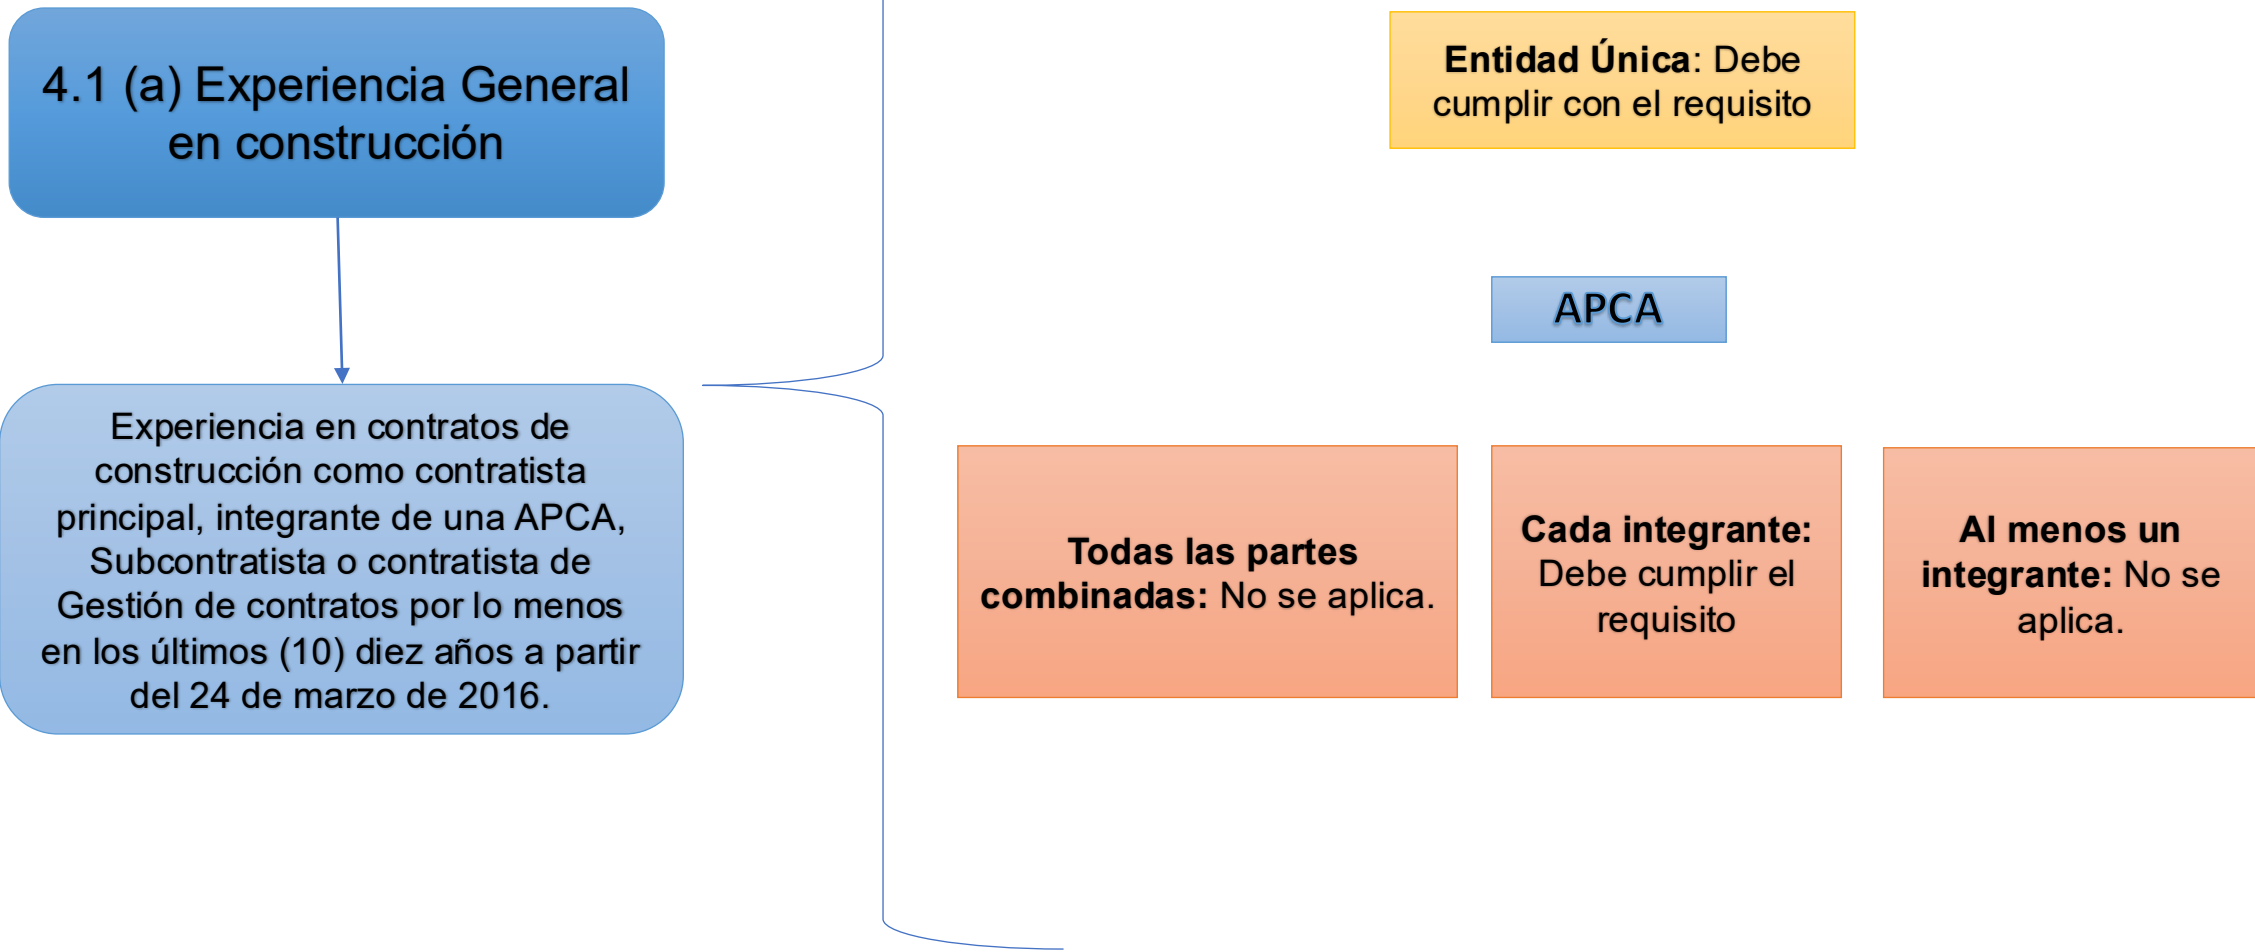 4.1 (a) Experiencia General
en construcción
Experiencia en contratos de
construcción como contratista
principal, integrante de una APCA,
Subcontratista o contratista de
Gestión de contratos por lo menos
en los últimos (10) diez años a partir
del 24 de marzo de 2016.
Entidad Única: Debe
cumplir con el requisito
APCA
Todas las partes
combinadas: No se aplica.
Cada integrante:
Debe cumplir el
requisito
Al menos un
integrante: No se
aplica.